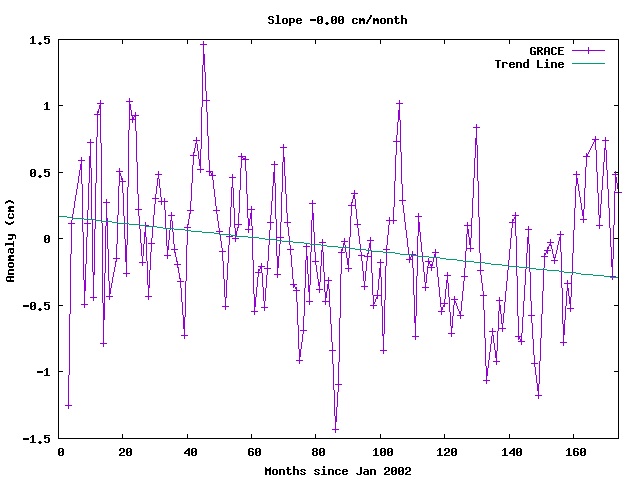 Slope -0.00 cm/month
GRACE
Trend Line
1.5
1
0.5
0
-0.5
-1
-1.5
Anomaly (cm)
0 20 40 60 80 100 120 140 160
Months since Jan 2002